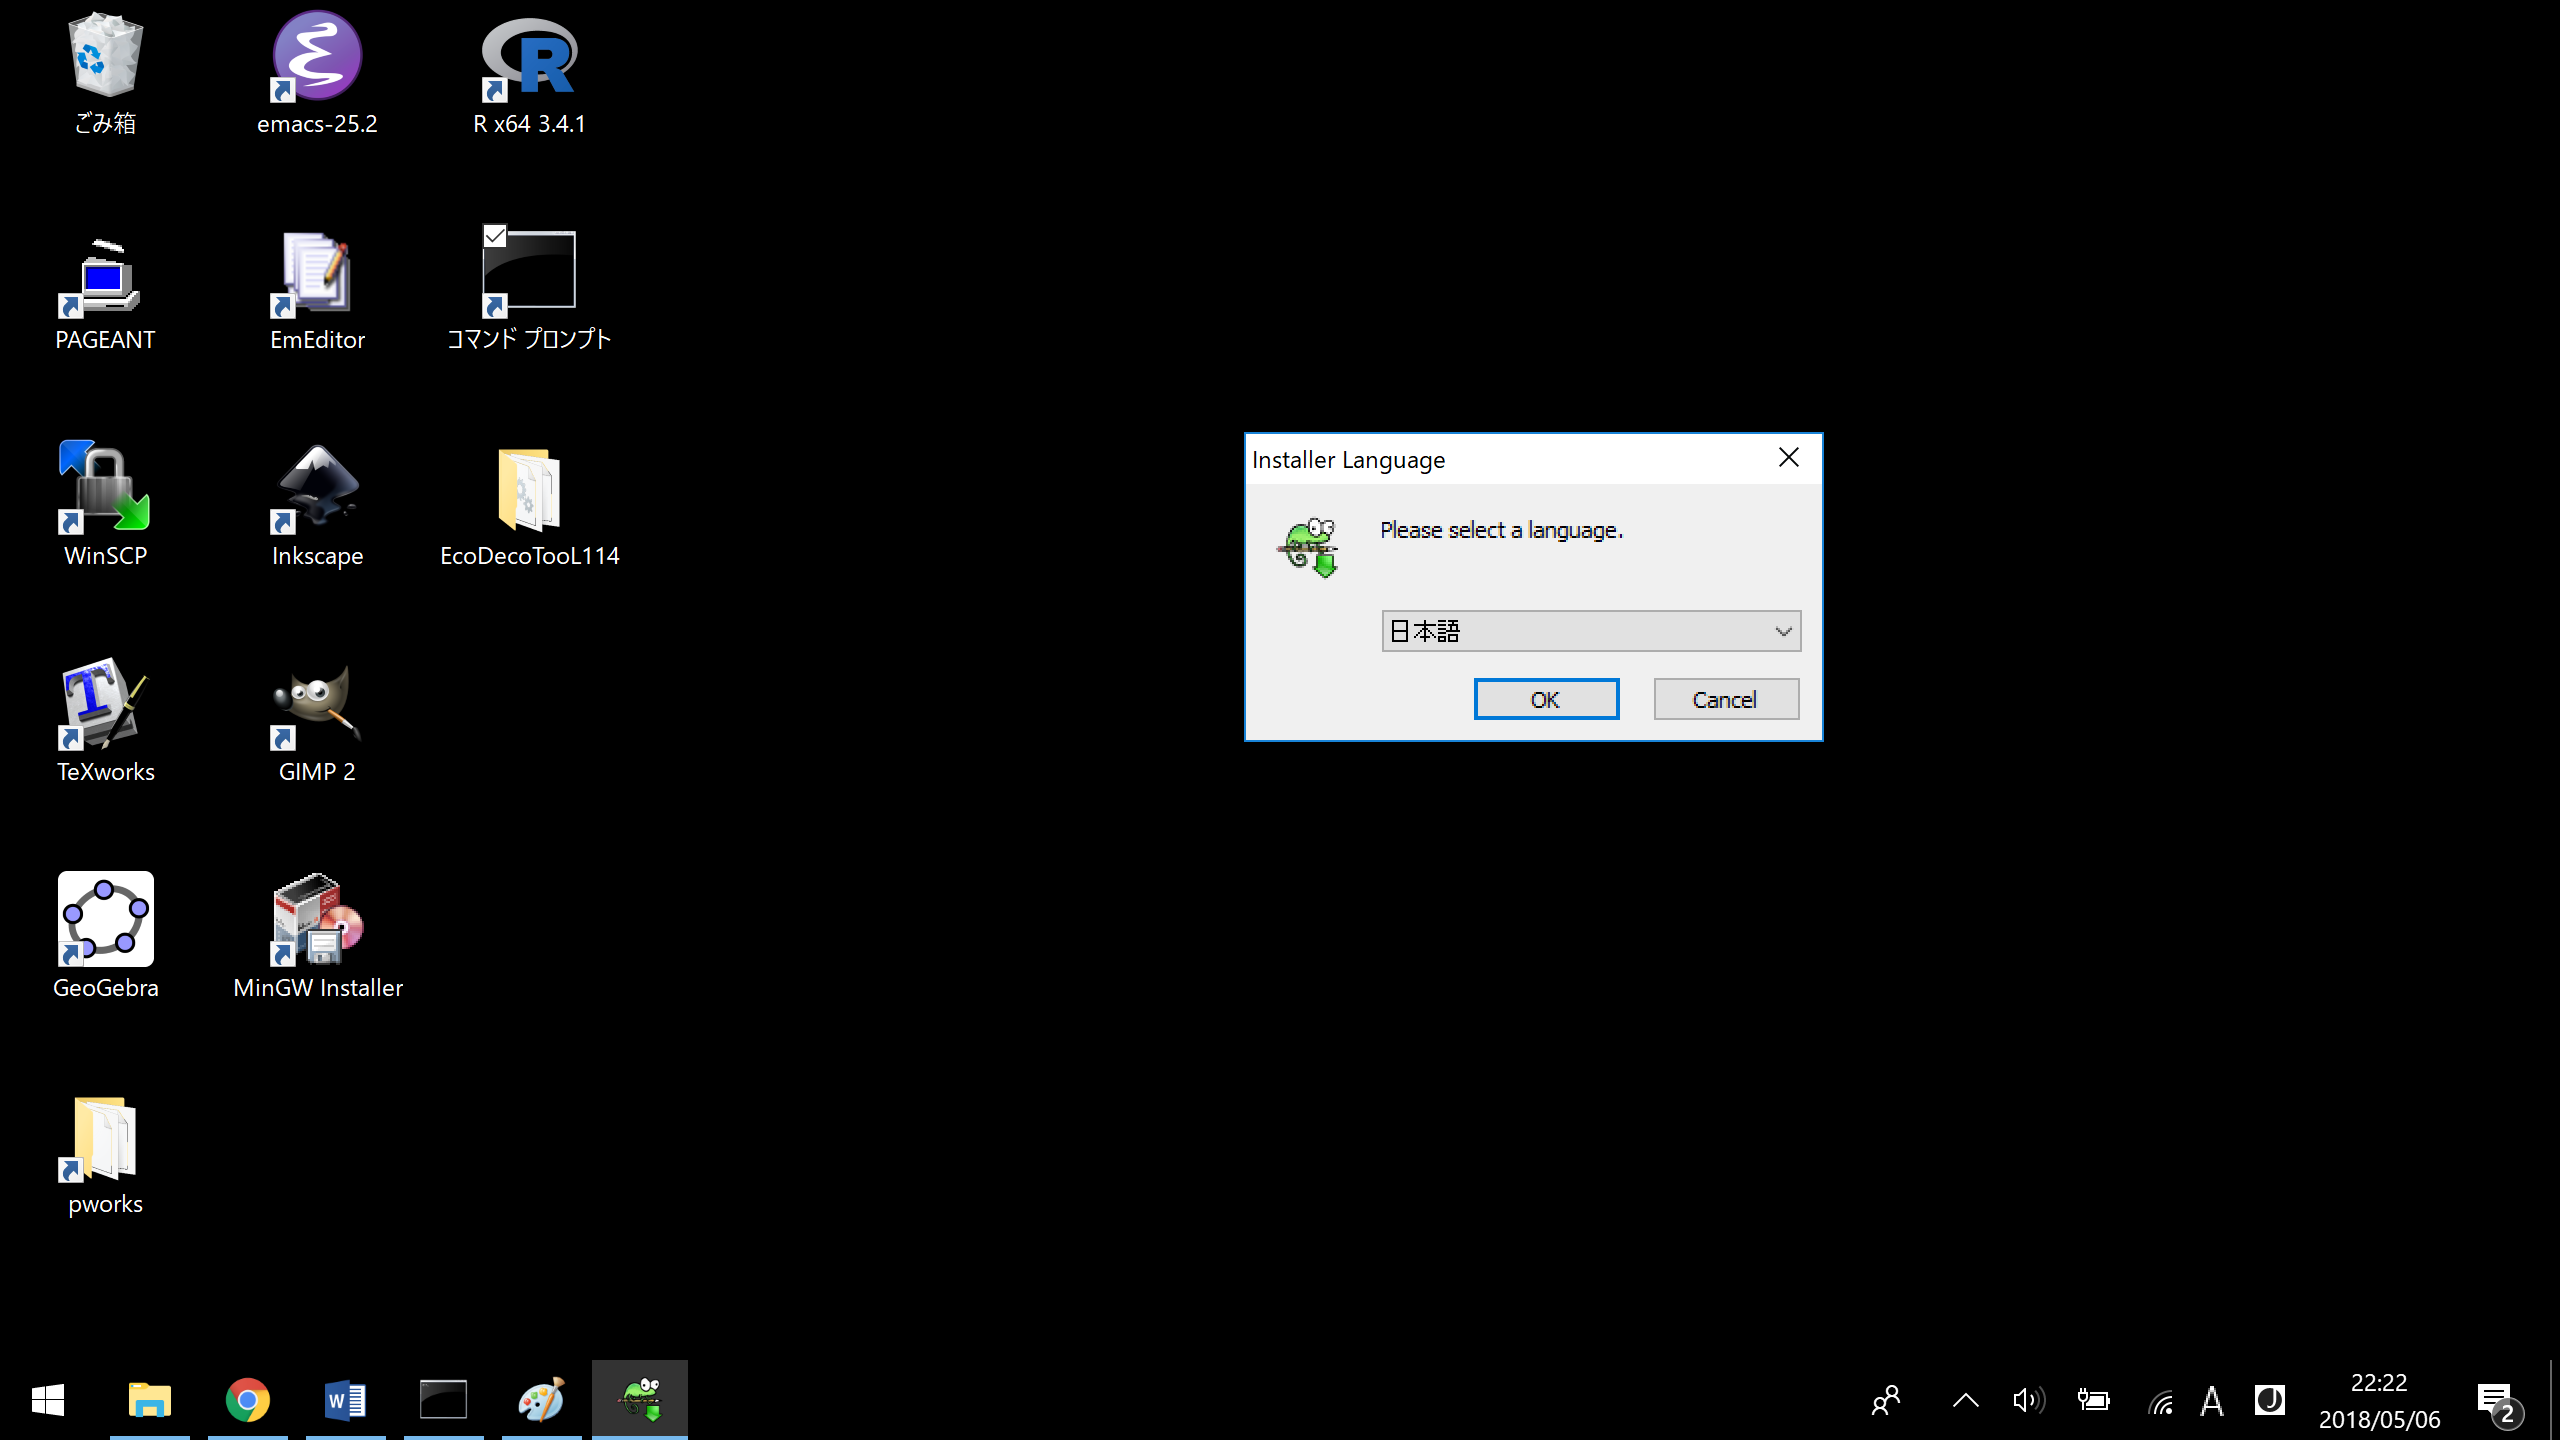 ごみ箱
emacs-25.2
R x64 3.4.1
PAGEANT
EmEditor
コマンド プロンプト
WinSCP
Inkscape
EcoDecoTooL114
TeXworks
GIMP 2
GeoGebra
MinGW Installer
pworks
Installer Language
Please select a language.
日本語
OK
Cancel
A
J
22:22
2018/05/06
2